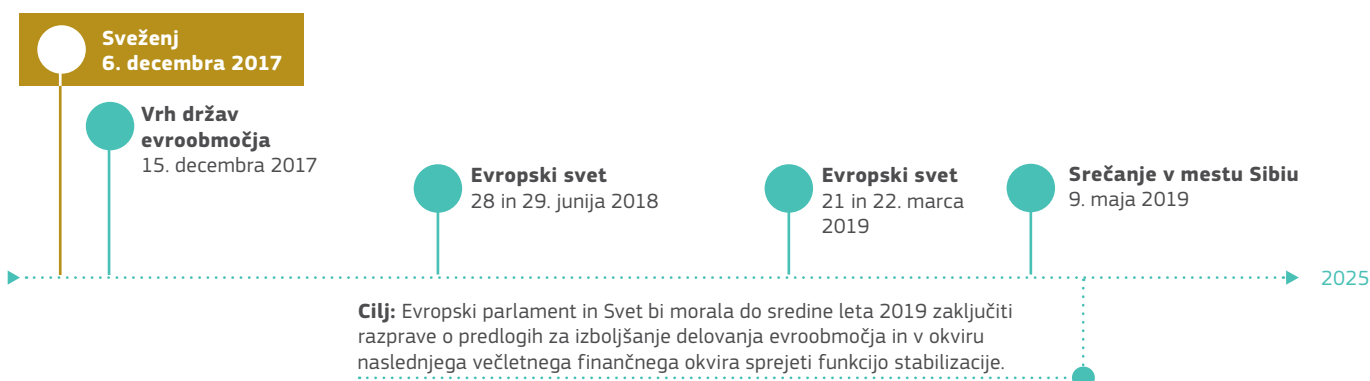 Sveženj
6. decembra 2017
Vrh držav
evroobmočja
15. decembra 2017
Evropski svet
28 in 29. junija 2018
Evropski svet
21 in 22. marca
2019
Srečanje v mestu Sibiu
9. maja 2019
2025
Cilj: Evropski parlament in Svet bi morala do sredine leta 2019 zaključiti
razprave o predlogih za izboljšanje delovanja evroobmočja in v okviru
naslednjega večletnega finančnega okvira sprejeti funkcijo stabilizacije.